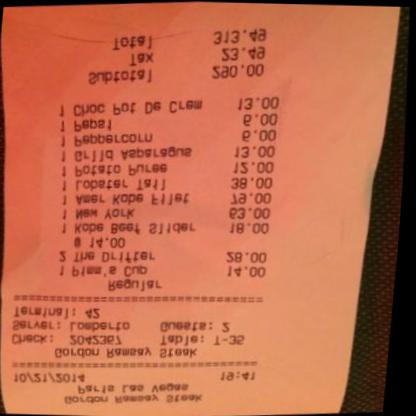 Gordon Ramsay Steak
Paris Las Vegas
10/21/2014 19:41
Gordon Ramsay Steak
Check: 2042367 Table: T-35
Server: Lomberto Guests: 2
Terminal: 42
Regular
1 Pimm's Cup 14.00
2 The Drifter 28.00
@ 14.00
1 Kobe Beef Slider 18.00
1 New York 63.00
1 Amer Kobe Filet 79.00
1 Lobster Tail 38.00
1 Potato Puree 12.00
1 Grlld Asparagus 13.00
1 Peppercorn 6.00
1 Pepsi 6.00
1 Choc Pot De Crem 13.00
Subtotal 290.00
Tax 23.49
Total 313.49